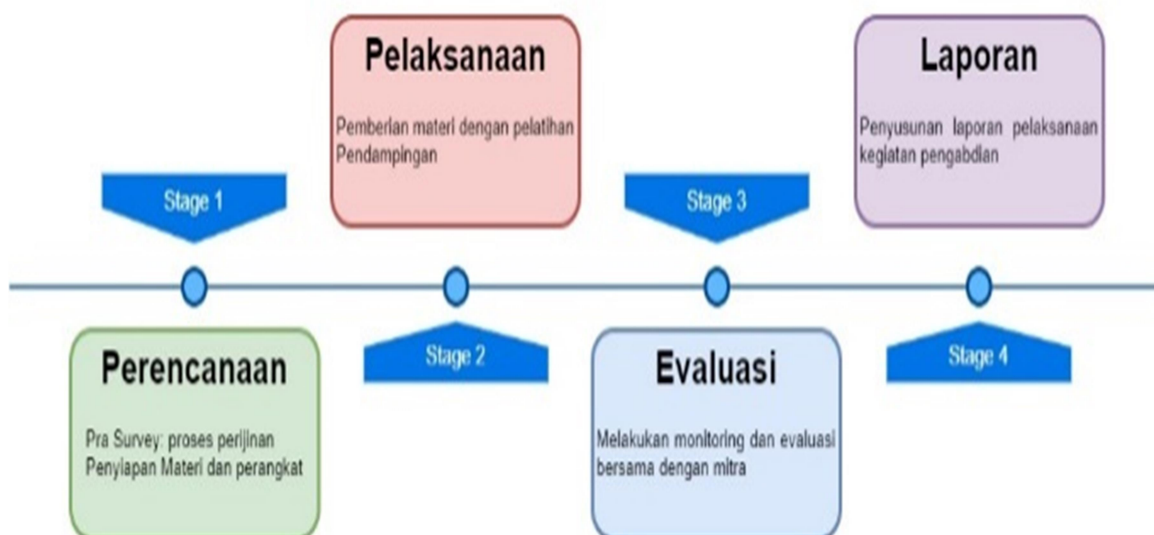 Stage 1
Perencanaan
Pra Survey: proses perijinan
Penyiapan Materi dan perangkat
Pelaksanaan
Pemberian materi dengan pelatihan
Pendampingan
Stage 2
Stage 3
Evaluasi
Melakukan monitoring dan evaluasi
bersama dengan mitra
Laporan
Penyusunan laporan pelaksanaan
kegiatan pengabdian
Stage 4